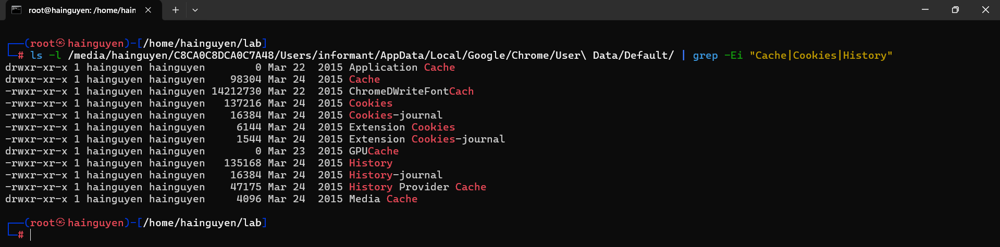 root@hainguyen: /home/hain
┌──(root㉿hainguyen)-[/home/hainguyen/lab]
└─# ls -l /media/hainguyen/C8CA0C8DCA0C7A48/Users/informant/AppData/Local/Google/Chrome/User\ Data/Default/ | grep -Ei "Cache|Cookies|History"
drwxr-xr-x 1 hainguyen hainguyen        0 Mar 22  2015 Application Cache
drwxr-xr-x 1 hainguyen hainguyen    98304 Mar 24  2015 Cache
-rwxr-xr-x 1 hainguyen hainguyen 14212730 Mar 22  2015 ChromeDWriteFontCach
-rwxr-xr-x 1 hainguyen hainguyen   137216 Mar 24  2015 Cookies
-rwxr-xr-x 1 hainguyen hainguyen    16384 Mar 24  2015 Cookies-journal
-rwxr-xr-x 1 hainguyen hainguyen     6144 Mar 24  2015 Extension Cookies
-rwxr-xr-x 1 hainguyen hainguyen     1544 Mar 24  2015 Extension Cookies-journal
drwxr-xr-x 1 hainguyen hainguyen        0 Mar 23  2015 GPUCache
-rwxr-xr-x 1 hainguyen hainguyen   135168 Mar 24  2015 History
-rwxr-xr-x 1 hainguyen hainguyen    16384 Mar 24  2015 History-journal
-rwxr-xr-x 1 hainguyen hainguyen    47175 Mar 24  2015 History Provider Cache
drwxr-xr-x 1 hainguyen hainguyen     4096 Mar 24  2015 Media Cache
┌──(root㉿hainguyen)-[/home/hainguyen/lab]
└─#